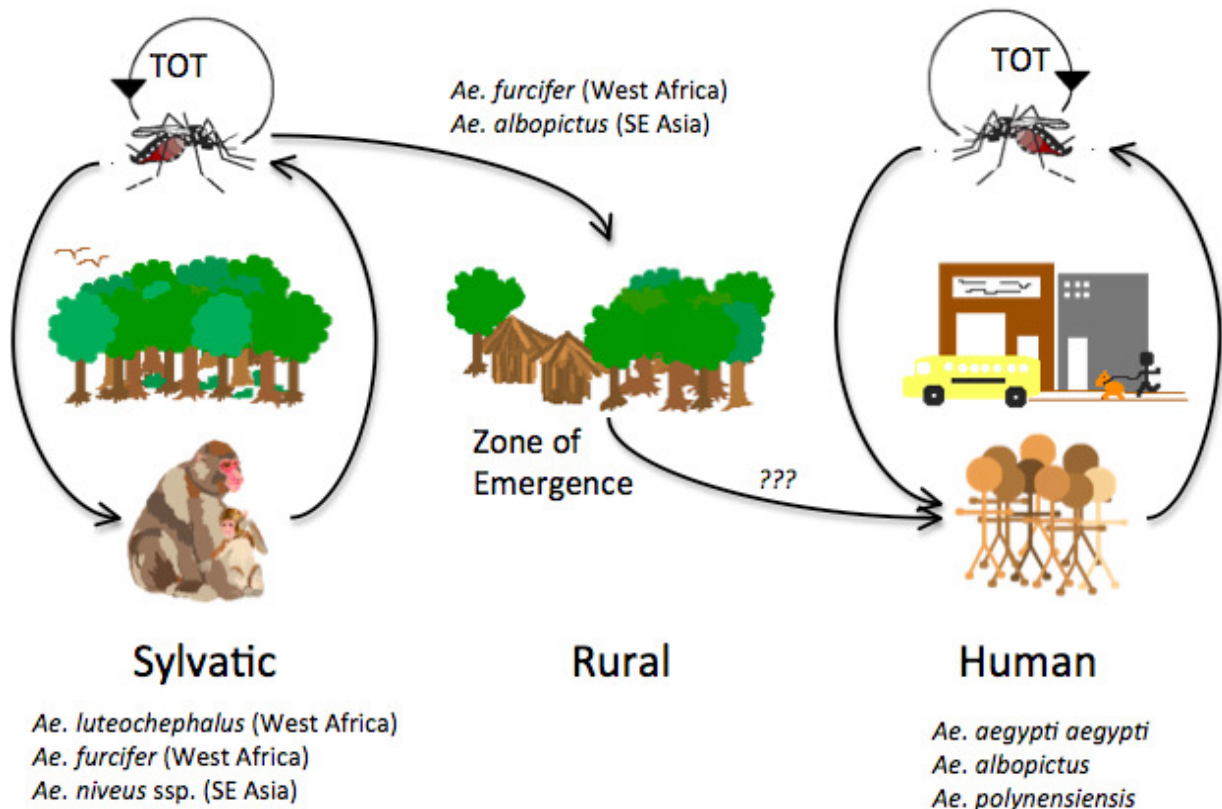 TOT
Ae. furcifer (West Africa)
Ae. albopictus (SE Asia)
TOT
Zone of
Emergence
???
Sylvatic
Rural
Human
Ae. luteochephalus (West Africa)
Ae. furcifer (West Africa)
Ae. niveus ssp. (SE Asia)
Ae. aegypti aegypti
Ae. albopictus
Ae. polynensiensis